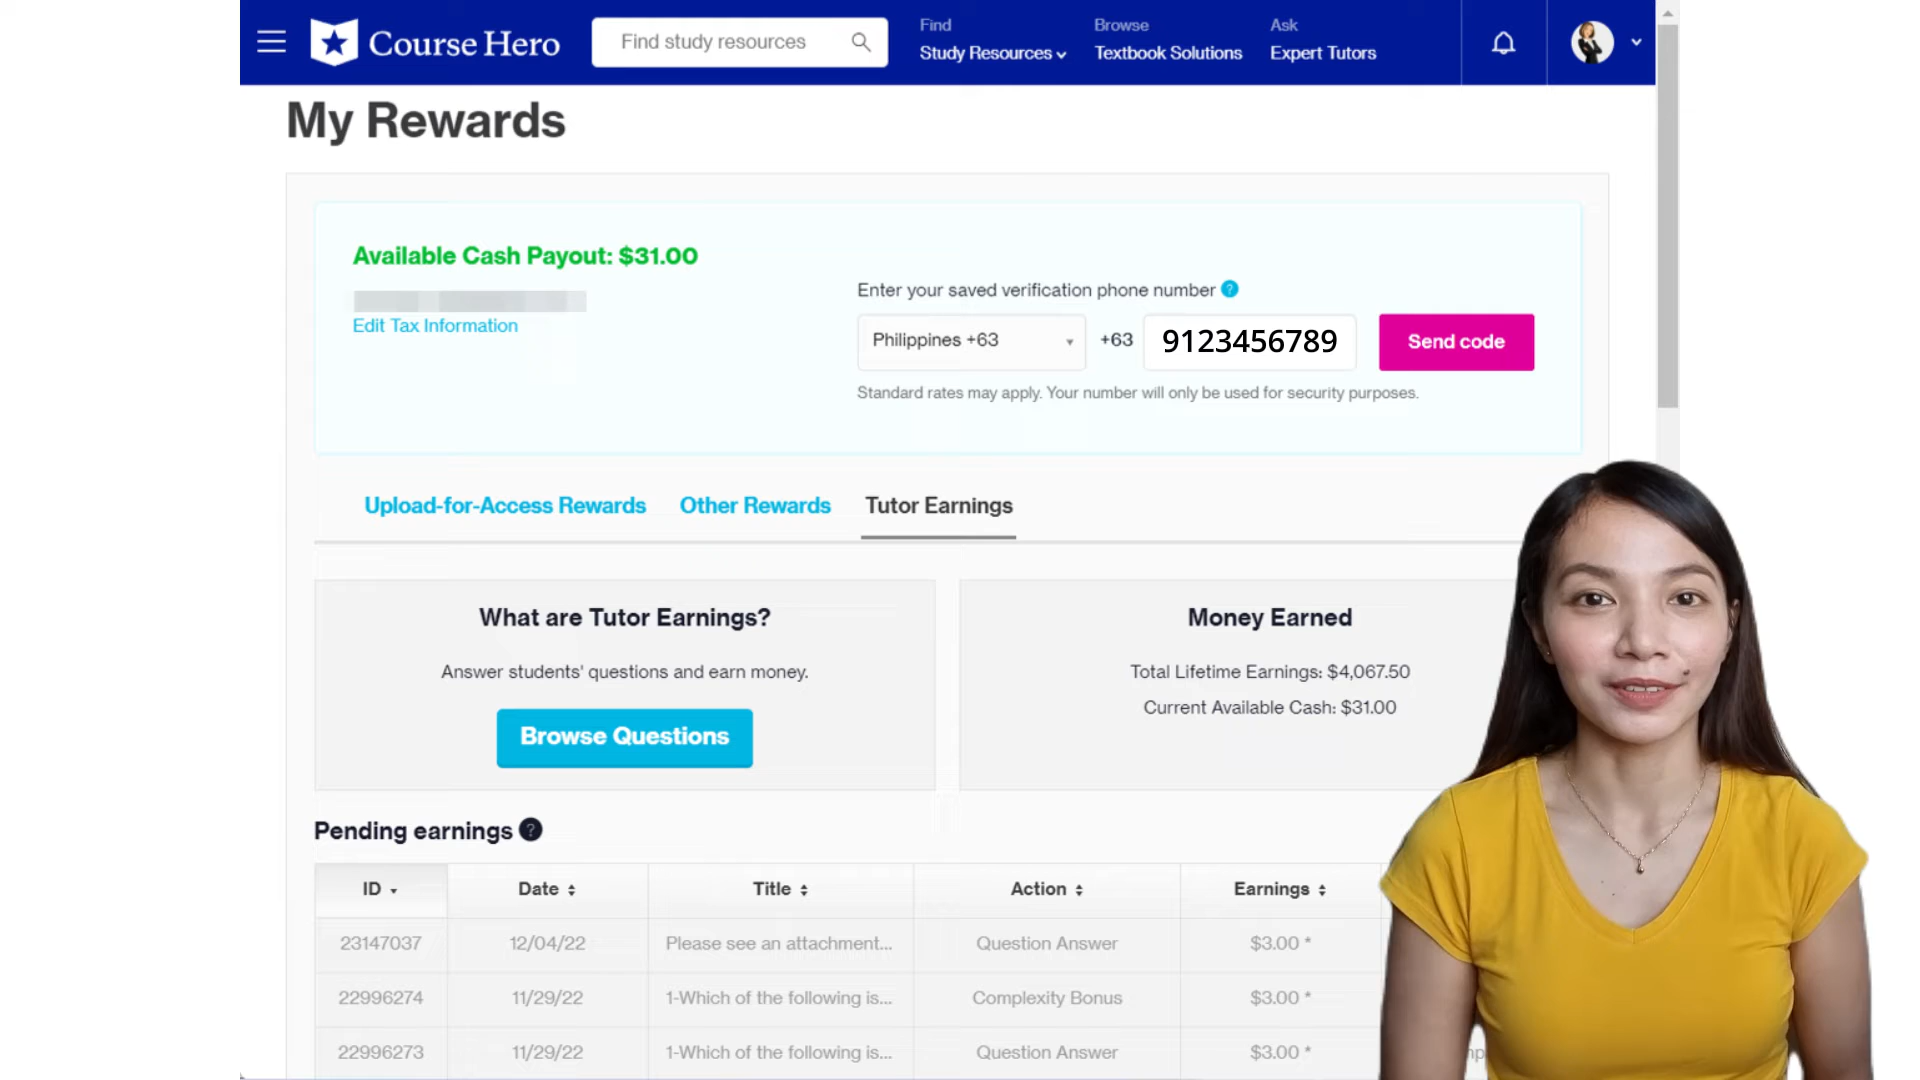 Course Hero
Find study resources
Find
Study Resources
Browse
Textbook Solutions
Ask
Expert Tutors
My Rewards
Available Cash Payout: $31.00
Edit Tax Information
Enter your saved verification phone number ?
Philippines +63
+63
9123456789
Send code
Standard rates may apply. Your number will only be used for security purposes.
Upload-for-Access Rewards
Other Rewards
Tutor Earnings
What are Tutor Earnings?
Answer students' questions and earn money.
Browse Questions
Money Earned
Total Lifetime Earnings: $4,067.50
Current Available Cash: $31.00
Pending earnings ?
ID Date Title Action Earnings
23147037 12/04/22 Please see an attachment... Question Answer $3.00 *
22996274 11/29/22 1-Which of the following is... Complexity Bonus $3.00 *
22996273 11/29/22 1-Which of the following is... Question Answer $3.00 *